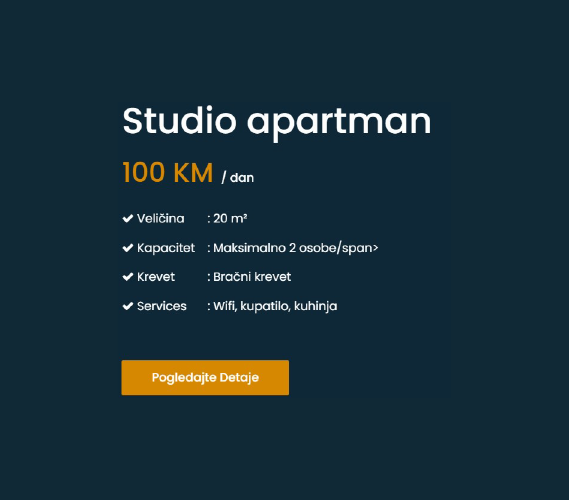 Studio apartman
100 KM / dan
✔ Veličina : 20 m²
✔ Kapacitet : Maksimalno 2 osobe/span>
✔ Krevet : Bračni krevet
✔ Services : Wifi, kupatilo, kuhinja
Pogledajte Detaje